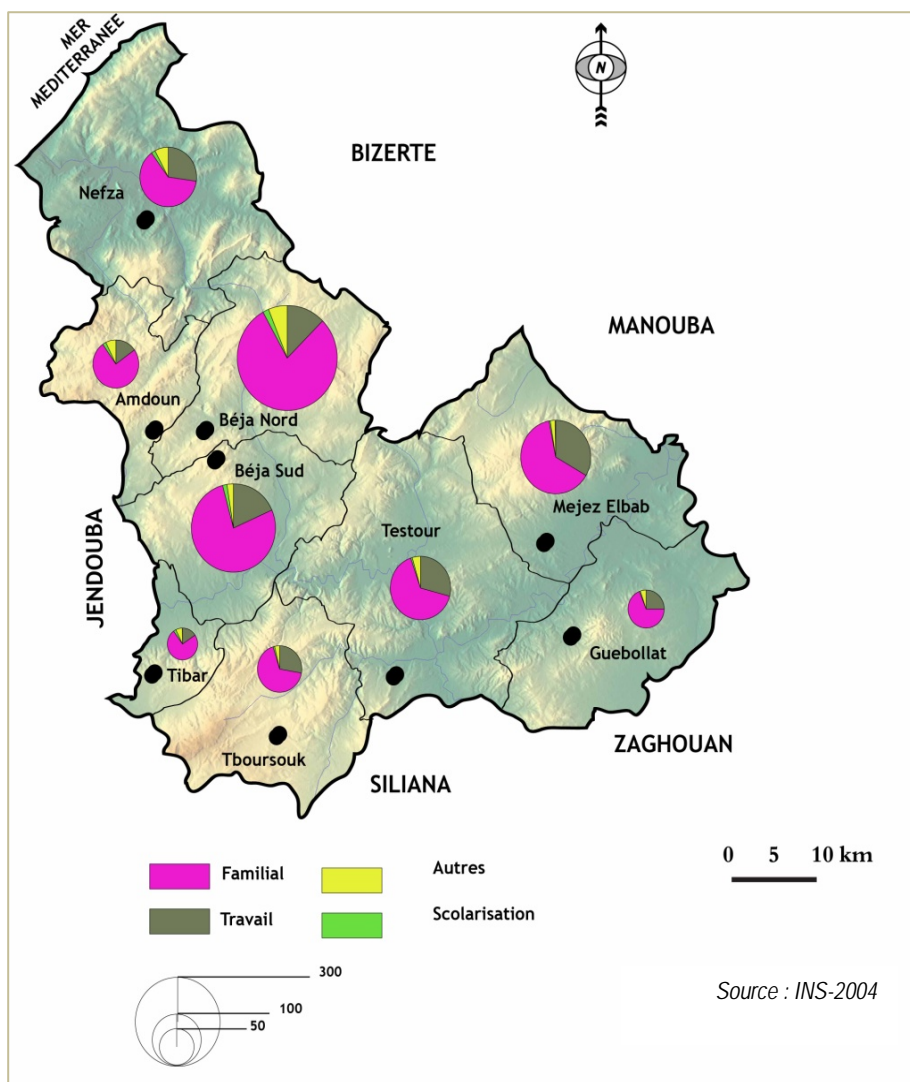 MER
MEDITERRANEE
N
BIZERTE
Nefza
MANOUBA
Amdoun
Béja Nord
Béja Sud
Mejez Elbab
Testour
JENDOUBA
Guebollat
Tibar
Tboursouk
ZAGHOUAN
SILIANA
Familial
Autres
Travail
Scolarisation
0 5 10 km
300
100
50
Source : INS-2004